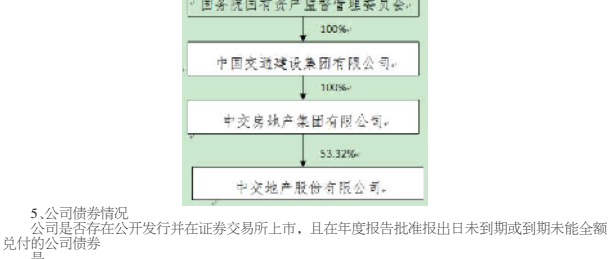 国务院国有资产监督管理委员会
100%
中国交通建设集团有限公司
100%
中交房地产集团有限公司
53.32%
中交地产股份有限公司
5、公司债券情况
公司是否存在公开发行并在证券交易所上市，且在年度报告批准报出日未到期或到期未能全额
兑付的公司债券
是